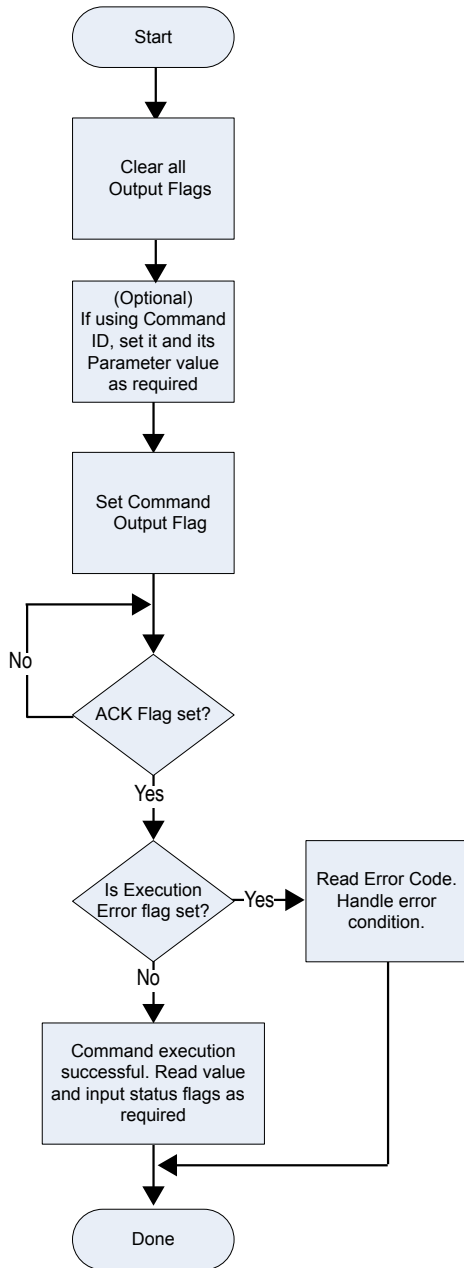 Start
Clear all
Output Flags
(Optional)
If using Command
ID, set it and its
Parameter value
as required
Set Command
Output Flag
No
ACK Flag set?
Yes
Is Execution
Error flag set?
Yes
Read Error Code.
Handle error
condition.
No
Command execution
successful. Read value
and input status flags as
required
Done